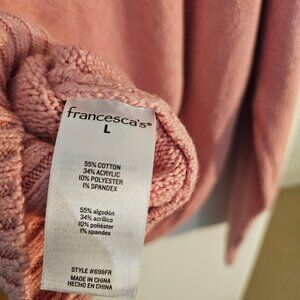 francesca's®
L
55% COTTON
34% ACRYLIC
10% POLYESTER
1% SPANDEX
55% algodón
34% acrílico
10% poliéster
1% spandex
STYLE #698FR
MADE IN CHINA
HECHO EN CHINA